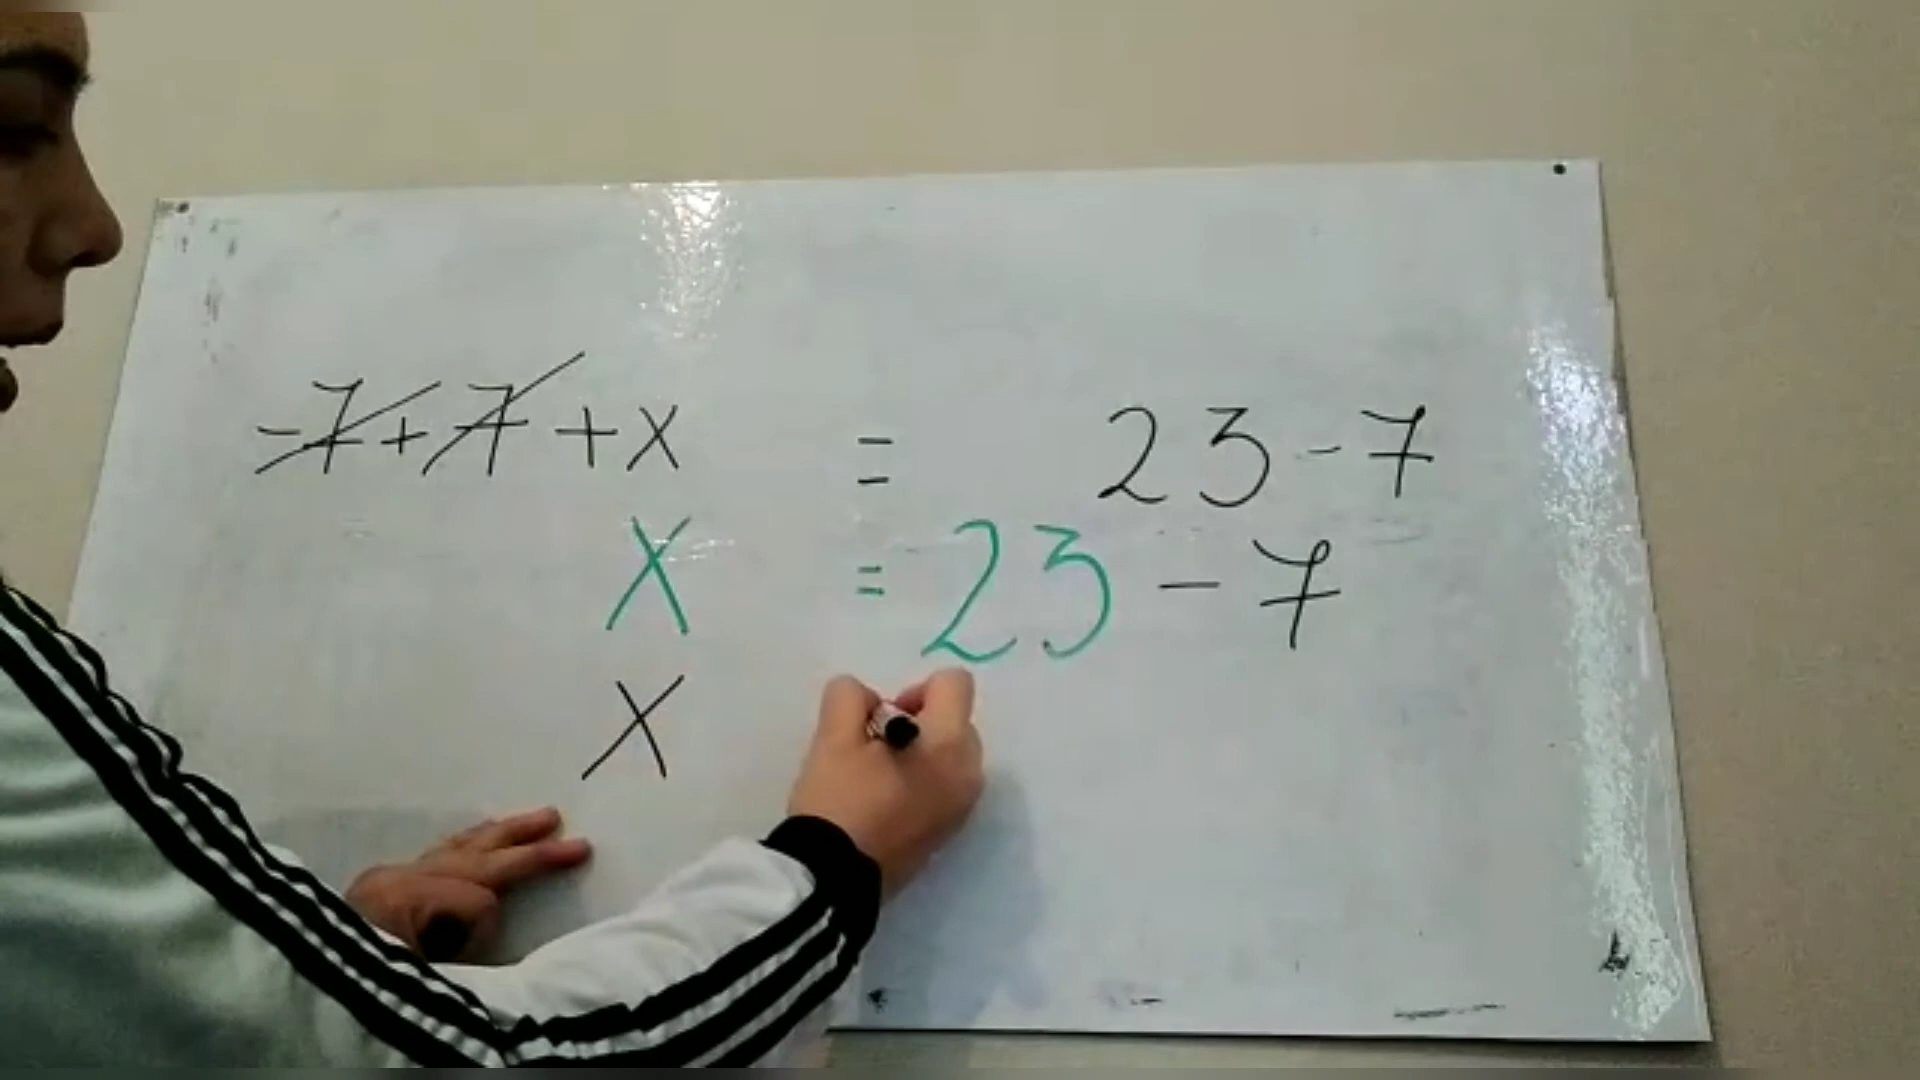 -7+7+x = 23-7
X = 23 - 7
X